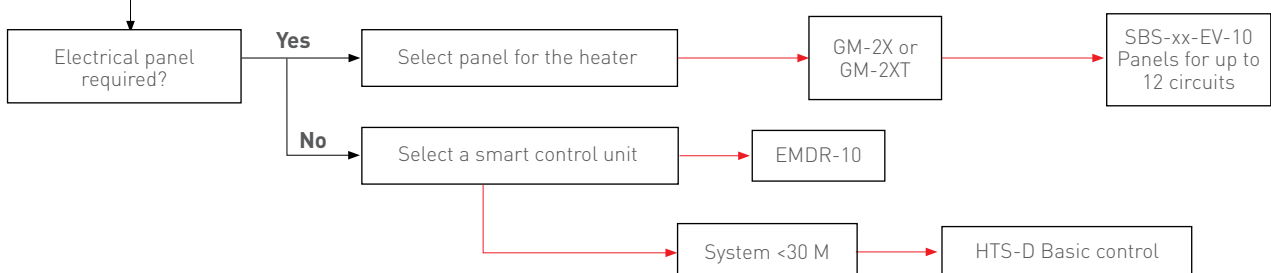 Electrical panel
required?
Yes
Select panel for the heater
GM-2X or
GM-2XT
SBS-xx-EV-10
Panels for up to
12 circuits
No
Select a smart control unit
EMDR-10
System <30 M
HTS-D Basic control